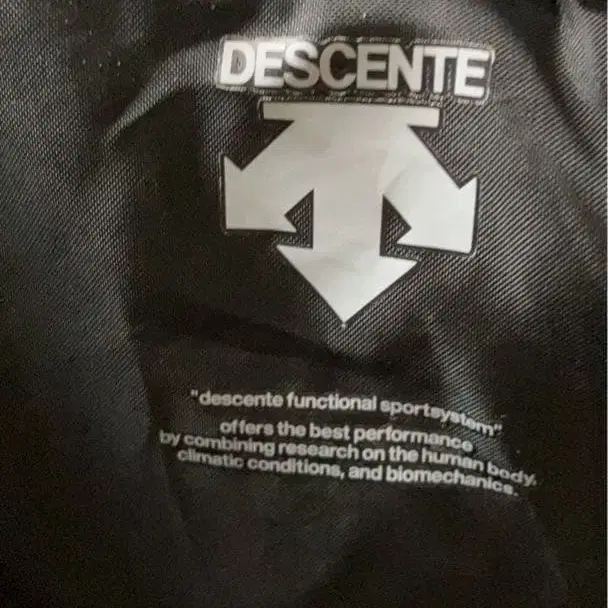 DESCENTE
"descente functional sportsystem"
offers the best performance
by combining research on the human body,
climatic conditions, and biomechanics.